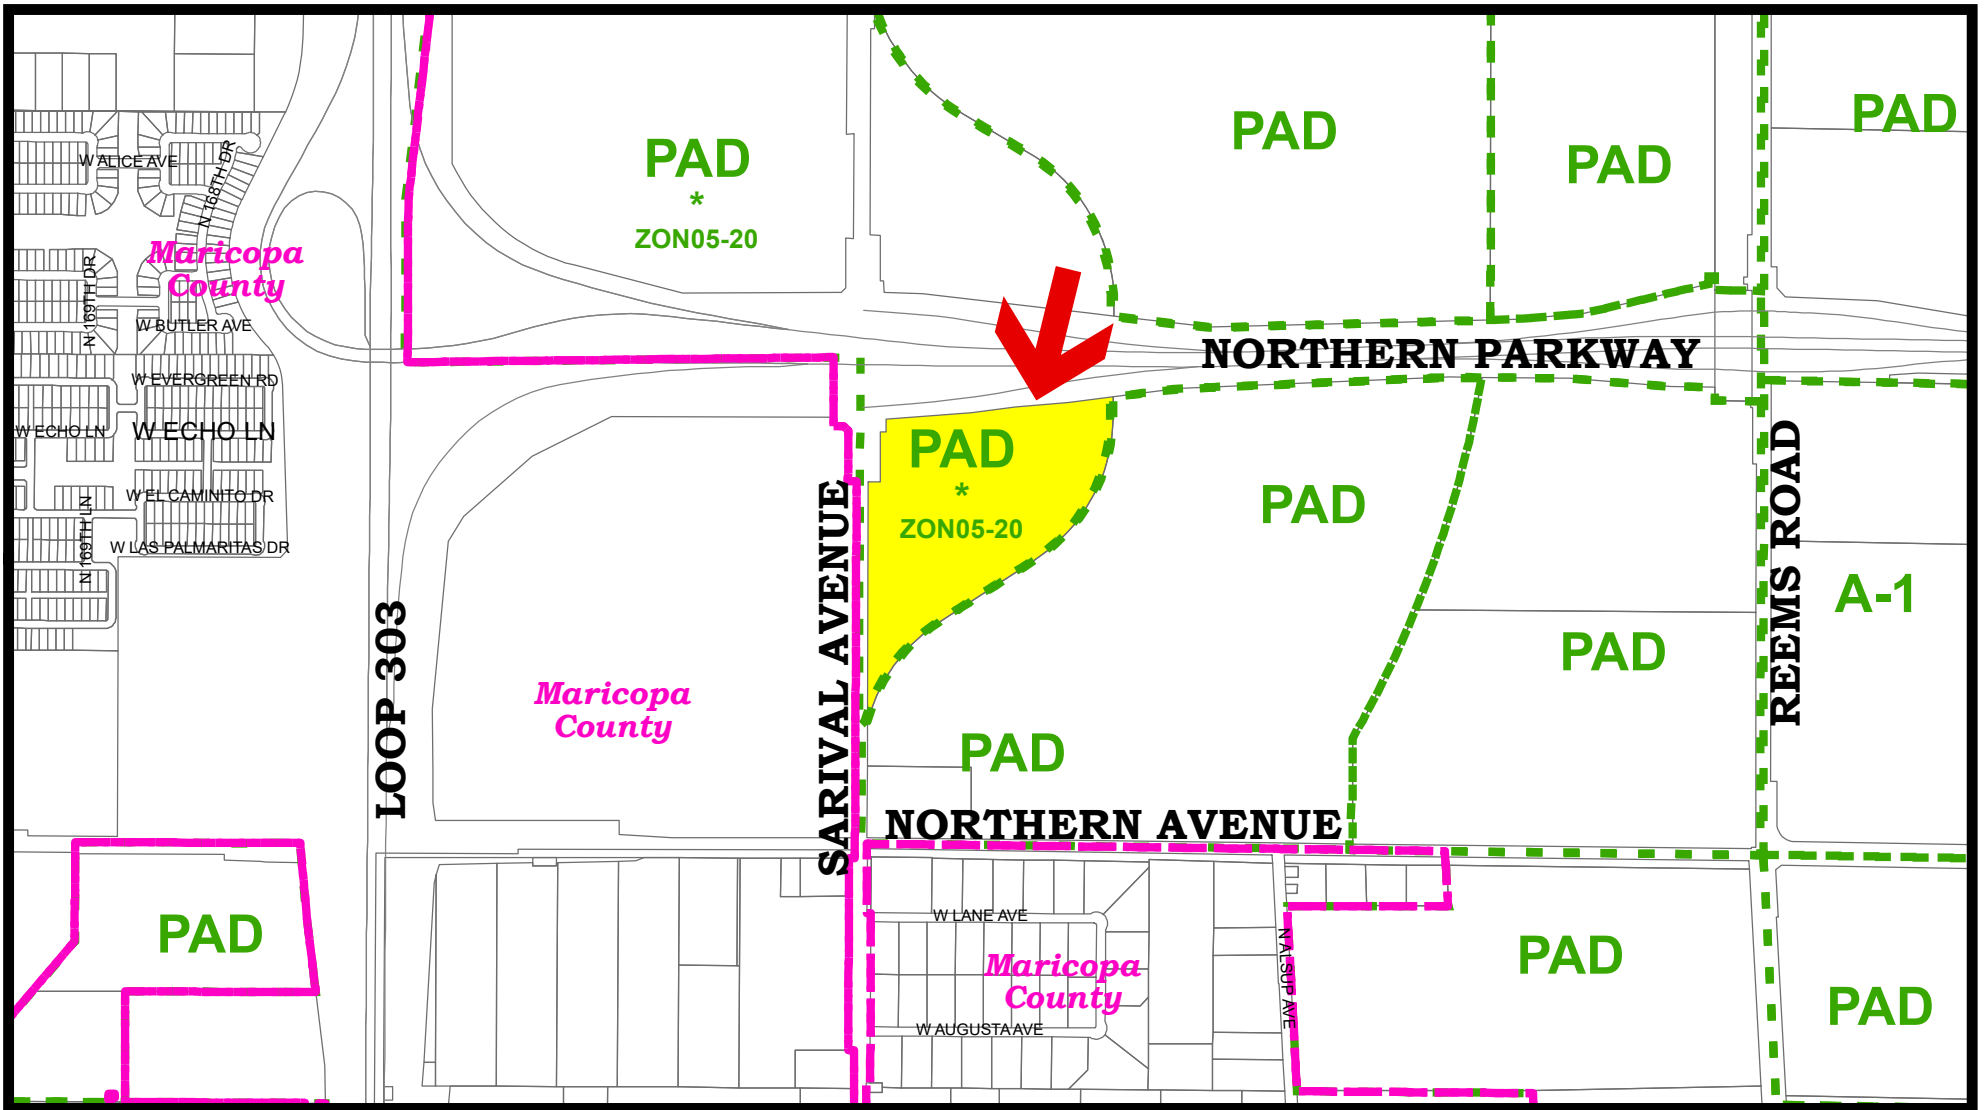 PAD
PAD
PAD
*
ZON05-20
PAD
W ALICE AVE
N 168TH DR
Maricopa
County
N 169TH DR
W BUTLER AVE
NORTHERN PARKWAY
W EVERGREEN RD
W ECHO LN
W ECHO LN
PAD
*
ZON05-20
PAD
W EL CAMINITO DR
N 169TH LN
W LAS PALMARITAS DR
LOOP 303
SARIVAL AVENUE
REEMS ROAD
A-1
PAD
Maricopa
County
PAD
NORTHERN AVENUE
PAD
W LANE AVE
N ALSUP AVE
PAD
Maricopa
County
PAD
W AUGUSTA AVE